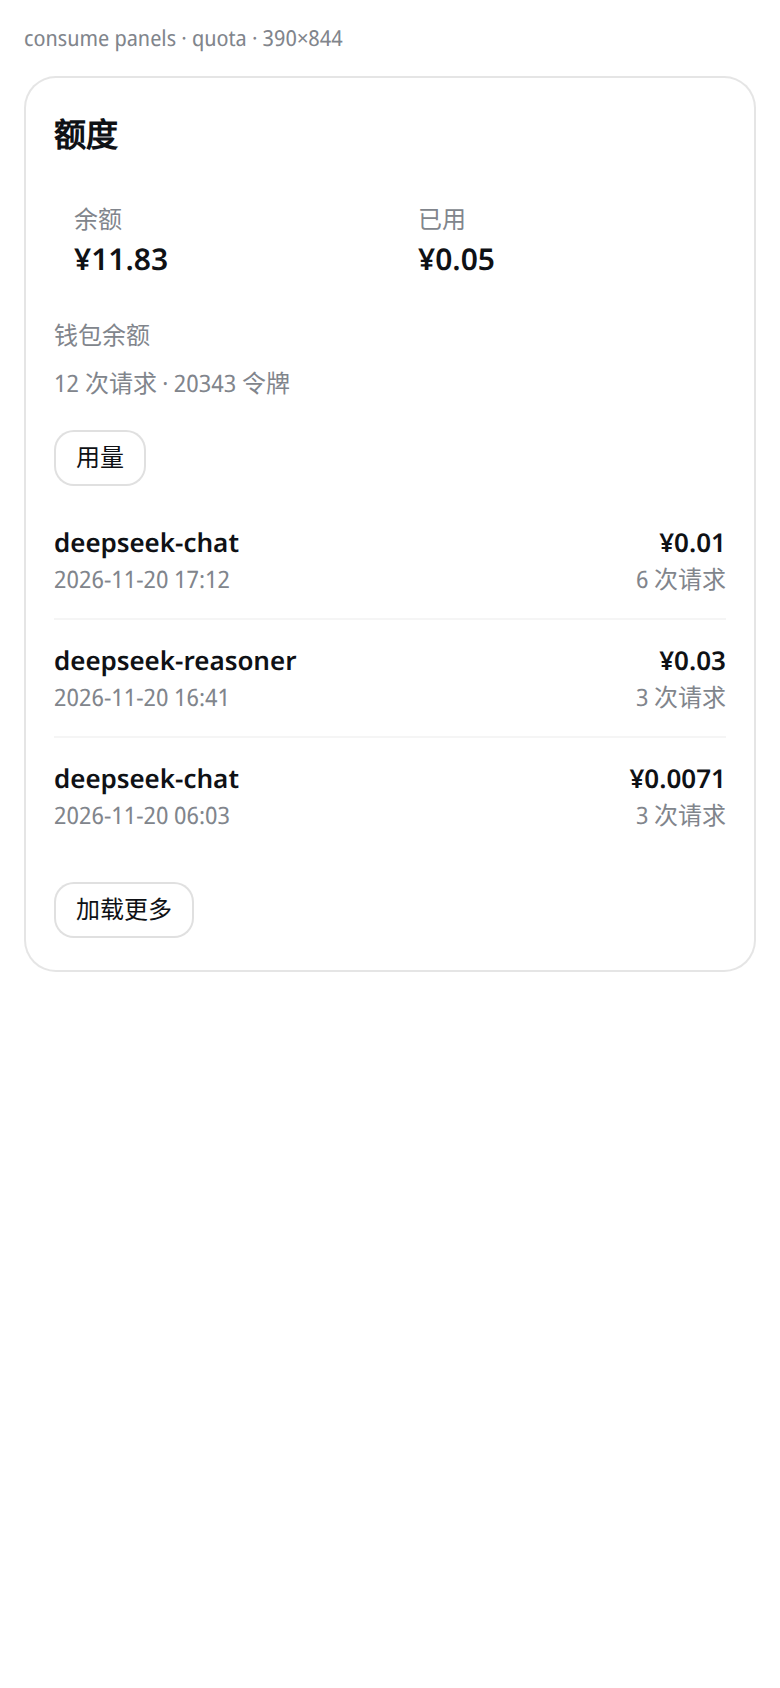 consume panels · quota · 390×844
额度
余额 已用
¥11.83 ¥0.05
钱包余额
12 次请求 · 20343 令牌
用量
deepseek-chat ¥0.01
2026-11-20 17:12 6 次请求
deepseek-reasoner ¥0.03
2026-11-20 16:41 3 次请求
deepseek-chat ¥0.0071
2026-11-20 06:03 3 次请求
加载更多